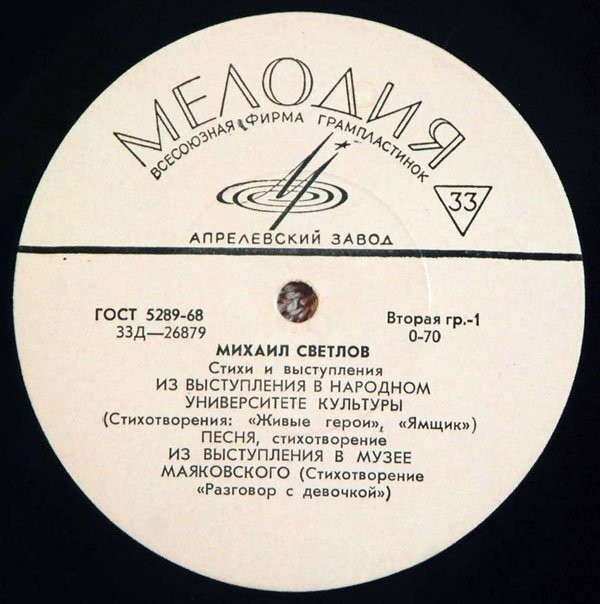 МЕЛОДИЯ
ВСЕСОЮЗНАЯ ФИРМА ГРАМПЛАСТИНОК
33
АПРЕЛЕВСКИЙ ЗАВОД
ГОСТ 5289-68
33Д—26879
Вторая гр.-1
0-70
МИХАИЛ СВЕТЛОВ
Стихи и выступления
ИЗ ВЫСТУПЛЕНИЯ В НАРОДНОМ
УНИВЕРСИТЕТЕ КУЛЬТУРЫ
(Стихотворения: «Живые герои», «Ямщик»)
ПЕСНЯ, стихотворение
ИЗ ВЫСТУПЛЕНИЯ В МУЗЕЕ
МАЯКОВСКОГО (Стихотворение
«Разговор с девочкой»)